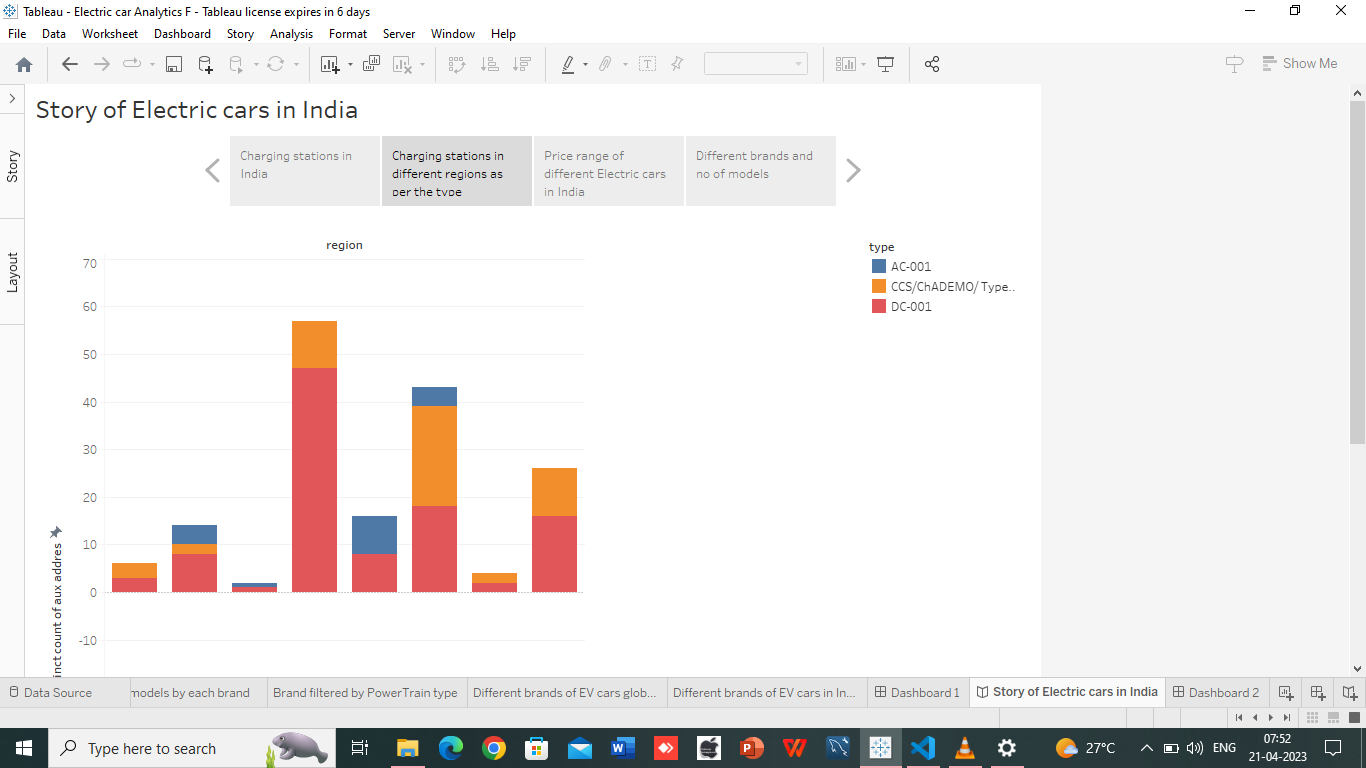 Tableau - Electric car Analytics F - Tableau license expires in 6 days
File Data Worksheet Dashboard Story Analysis Format Server Window Help
Show Me
Story
Layout
Story of Electric cars in India
Charging stations in
India
Charging stations in
different regions as
per the type
Price range of
different Electric cars
in India
Different brands and
no of models
region
70
60
50
40
30
20
10
0
-10
inct count of aux addres
type
AC-001
CCS/ChADEMO/ Type..
DC-001
Data Source
models by each brand
Brand filtered by PowerTrain type
Different brands of EV cars glob...
Different brands of EV cars in In...
Dashboard 1
Story of Electric cars in India
Dashboard 2
Type here to search
27°C
ENG
07:52
21-04-2023